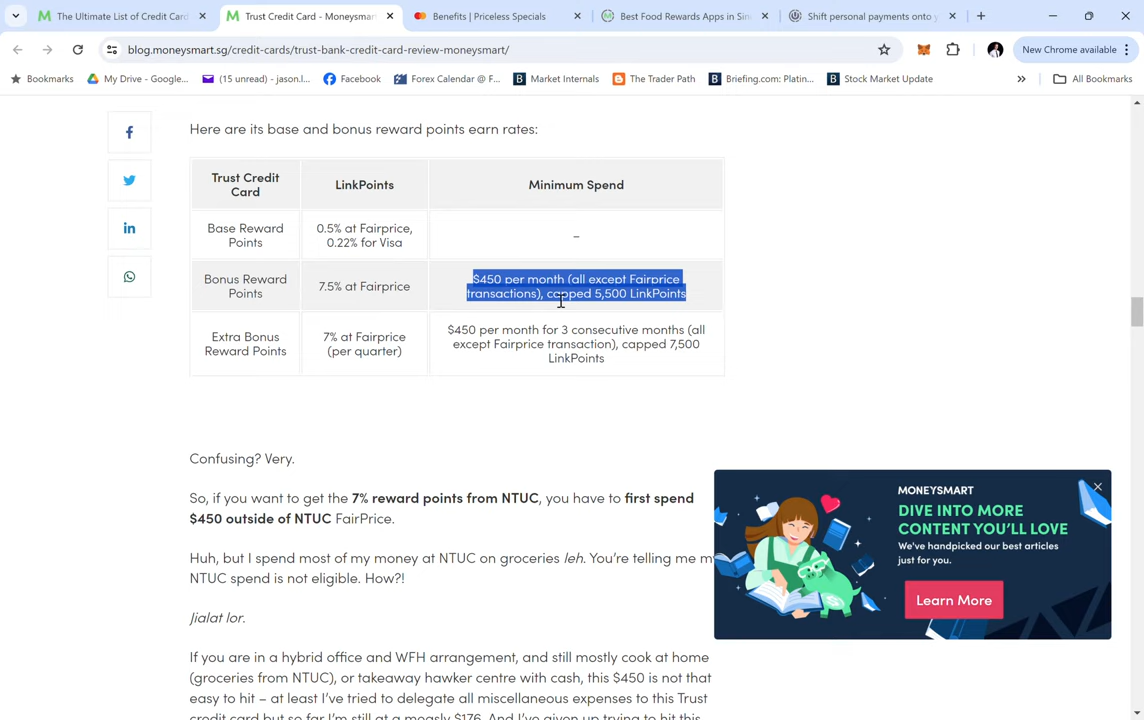 The Ultimate List of Credit Card
Trust Credit Card - Moneysmart
Benefits | Priceless Specials
Best Food Rewards Apps in Sin
Shift personal payments onto y
blog.moneysmart.sg/credit-cards/trust-bank-credit-card-review-moneysmart/
New Chrome available
Bookmarks
My Drive - Google...
(15 unread) - jason.l...
Facebook
Forex Calendar @ F...
Market Internals
The Trader Path
Briefing.com: Platin...
Stock Market Update
All Bookmarks
Here are its base and bonus reward points earn rates:
Trust Credit
Card
LinkPoints
Minimum Spend
Base Reward
Points
0.5% at Fairprice,
0.22% for Visa
–
Bonus Reward
Points
7.5% at Fairprice
$450 per month (all except Fairprice
transactions), capped 5,500 LinkPoints
Extra Bonus
Reward Points
7% at Fairprice
(per quarter)
$450 per month for 3 consecutive months (all
except Fairprice transaction), capped 7,500
LinkPoints
Confusing? Very.
So, if you want to get the 7% reward points from NTUC, you have to first spend
$450 outside of NTUC FairPrice.
Huh, but I spend most of my money at NTUC on groceries leh. You're telling me m
NTUC spend is not eligible. How?!
Jialat lor.
If you are in a hybrid office and WFH arrangement, and still mostly cook at home
(groceries from NTUC), or takeaway hawker centre with cash, this $450 is not that
easy to hit – at least I've tried to delegate all miscellaneous expenses to this Trust
credit card but so far I'm still at a measly $176. And I've given up trying to hit this
MONEYSMART
DIVE INTO MORE
CONTENT YOU'LL LOVE
We've handpicked our best articles
just for you.
Learn More